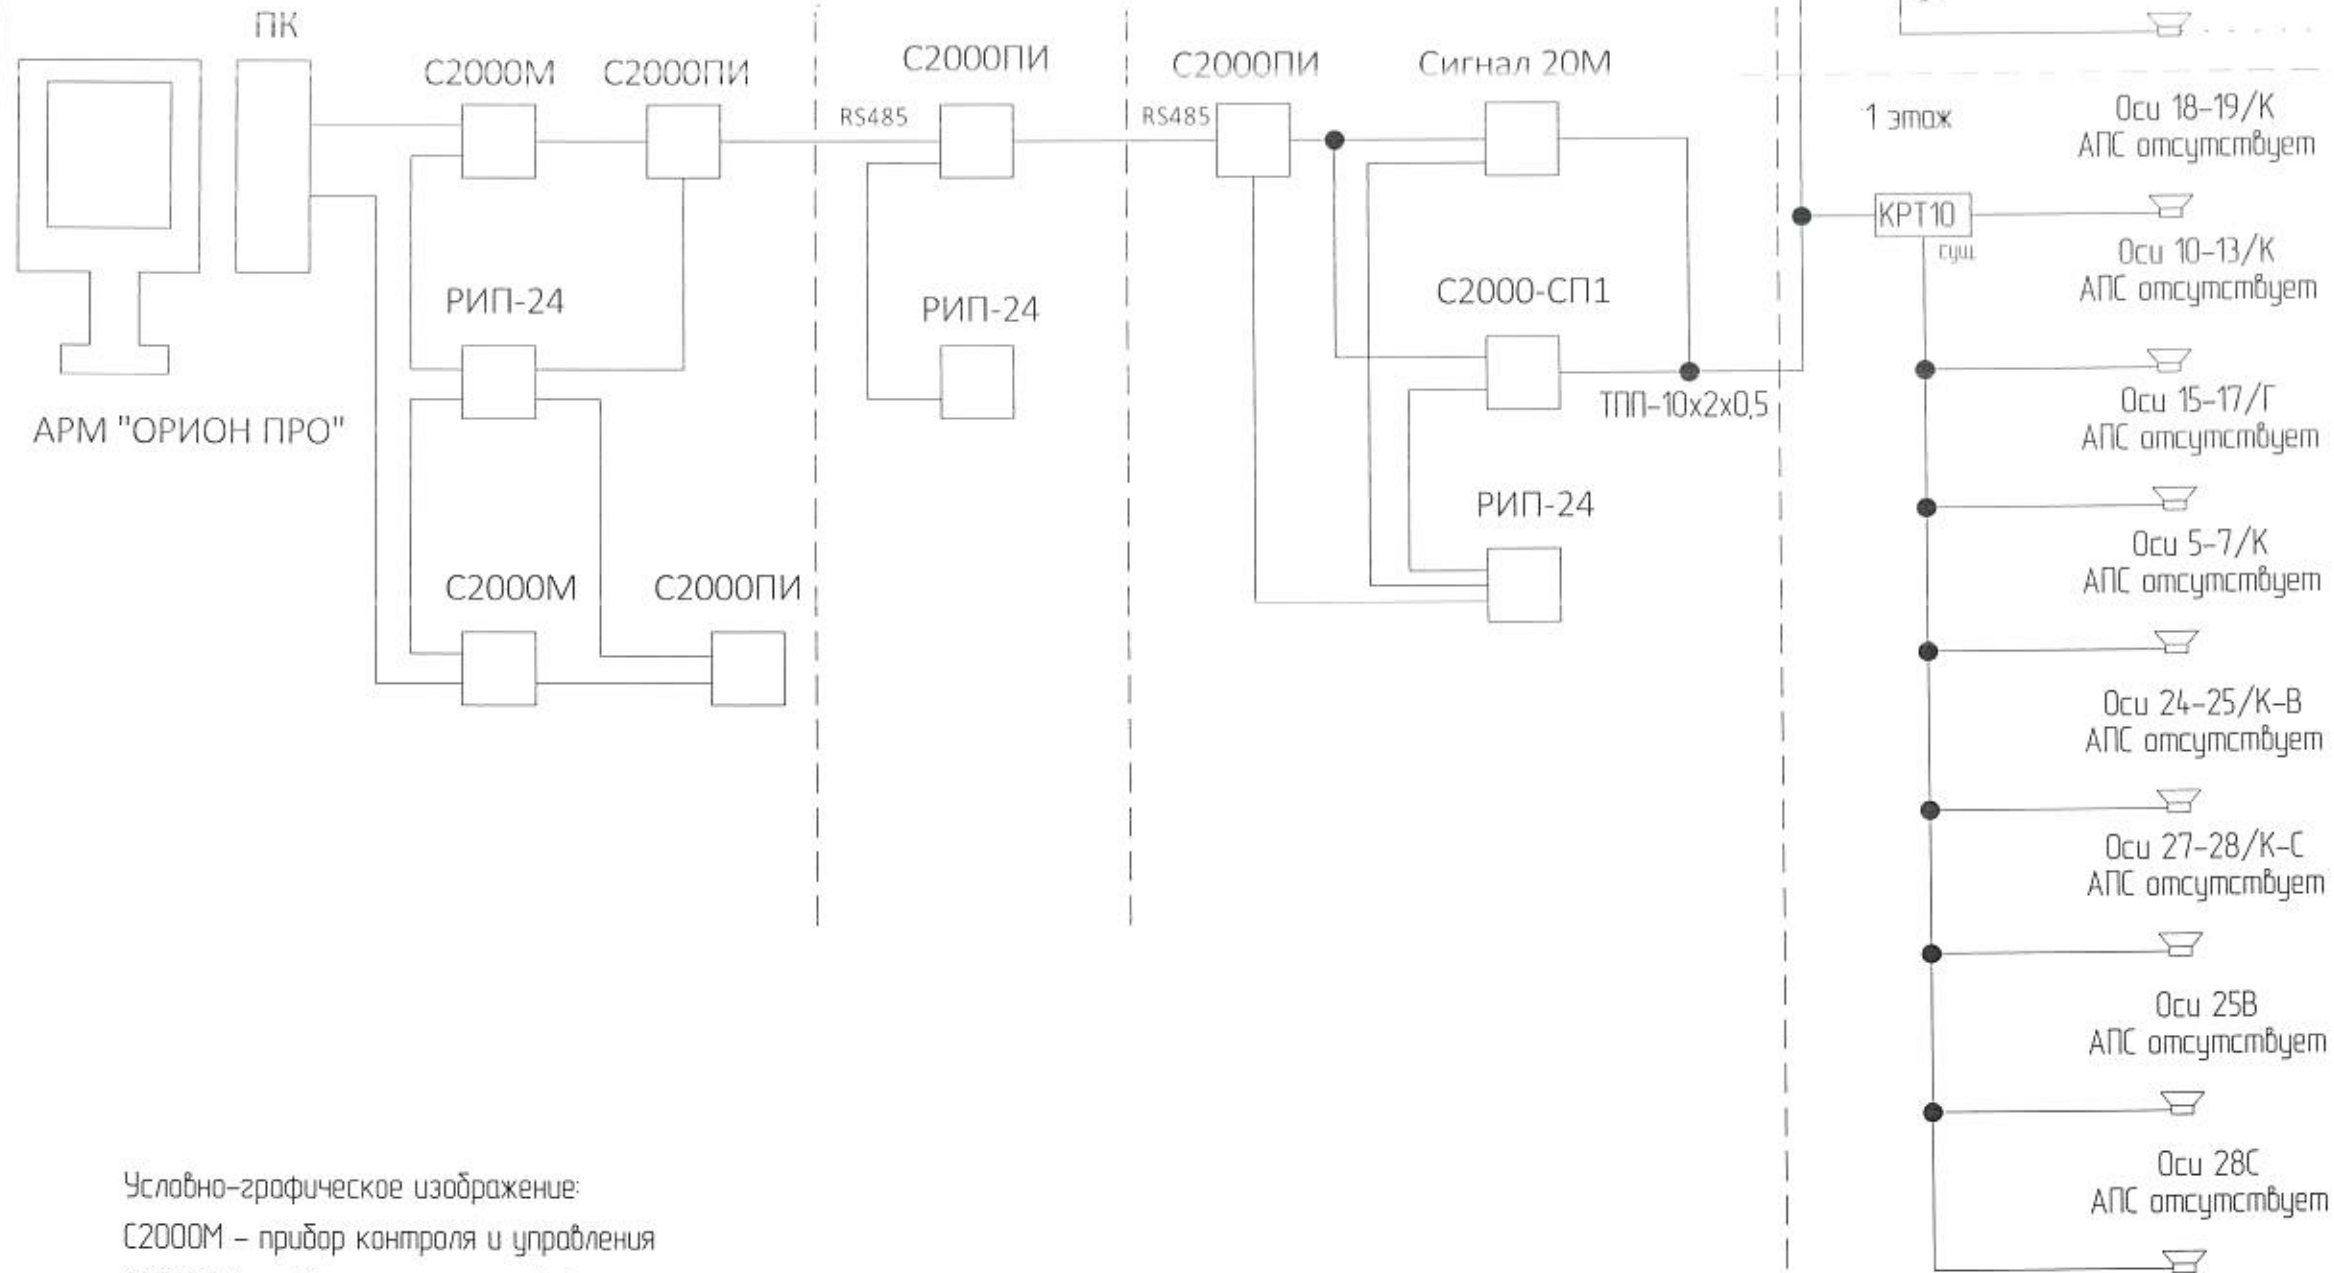 ПК
С2000М
С2000ПИ
С2000ПИ
С2000ПИ
Сигнал 20М
RS485
RS485
1 этаж
Оси 18-19/К
АПС отсутствует
КРТ10
сущ
Оси 10-13/К
АПС отсутствует
РИП-24
РИП-24
С2000-СП1
ТПП-10х2х0,5
АРМ "ОРИОН ПРО"
Оси 15-17/Г
АПС отсутствует
РИП-24
Оси 5-7/К
АПС отсутствует
С2000М
С2000ПИ
Оси 24-25/К-В
АПС отсутствует
Оси 27-28/К-С
АПС отсутствует
Оси 25В
АПС отсутствует
Оси 28С
АПС отсутствует
Условно-графическое изображение:
С2000М - прибор контроля и управления